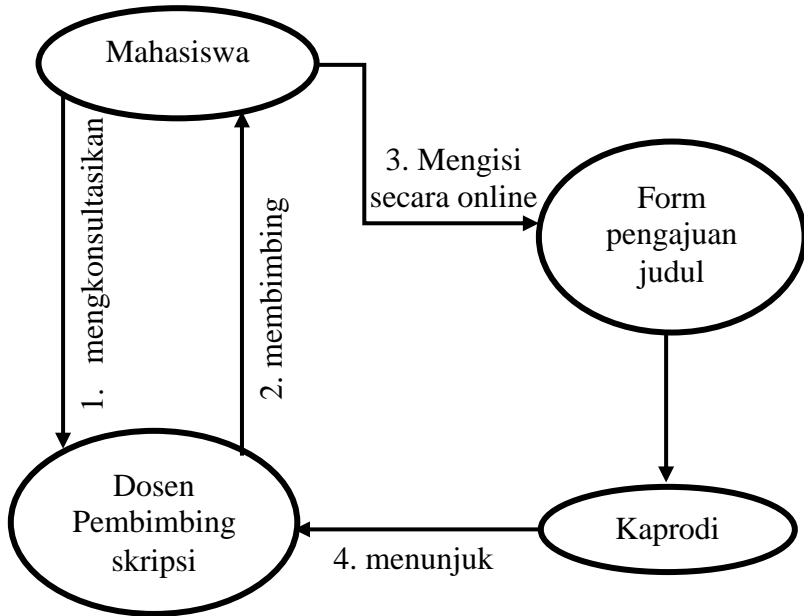 Mahasiswa
1. mengkonsultasikan
2. membimbing
3. Mengisi
secara online
Form
pengajuan
judul
Dosen
Pembimbing
skripsi
4. menunjuk
Kaprodi